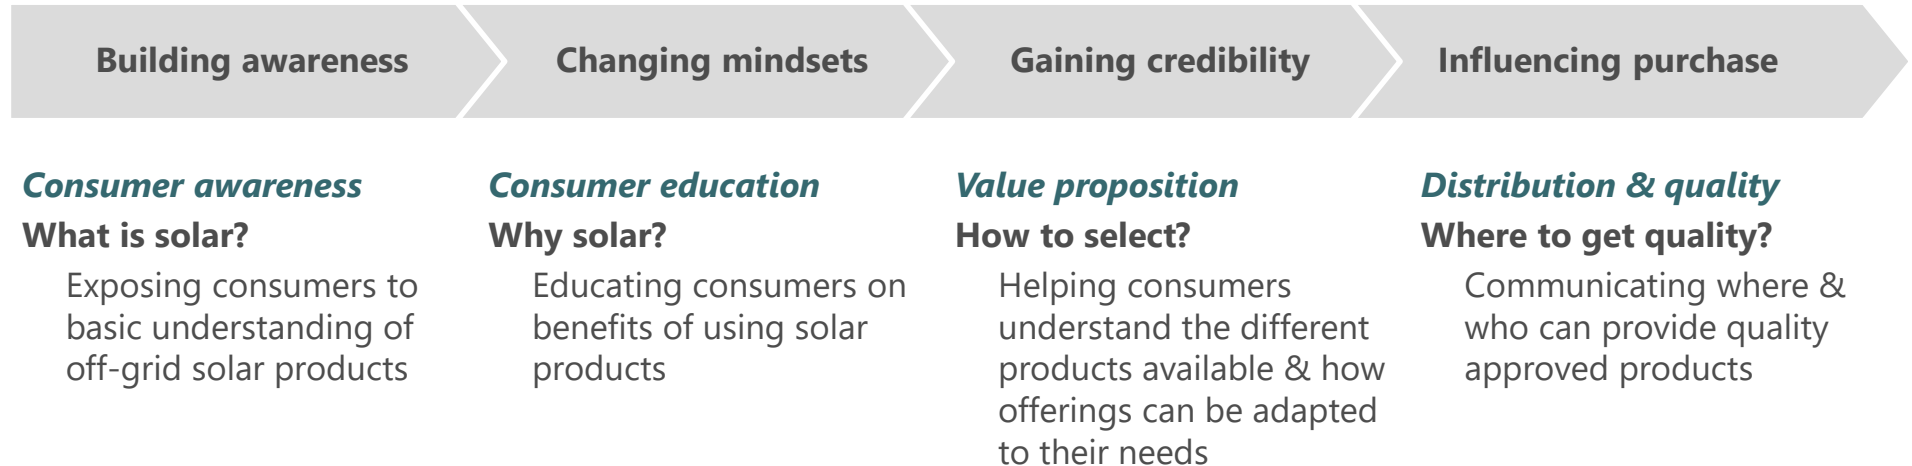 Building awareness
Changing mindsets
Gaining credibility
Influencing purchase
Consumer awareness
What is solar?
Exposing consumers to
basic understanding of
off-grid solar products
Consumer education
Why solar?
Educating consumers on
benefits of using solar
products
Value proposition
How to select?
Helping consumers
understand the different
products available & how
offerings can be adapted
to their needs
Distribution & quality
Where to get quality?
Communicating where &
who can provide quality
approved products